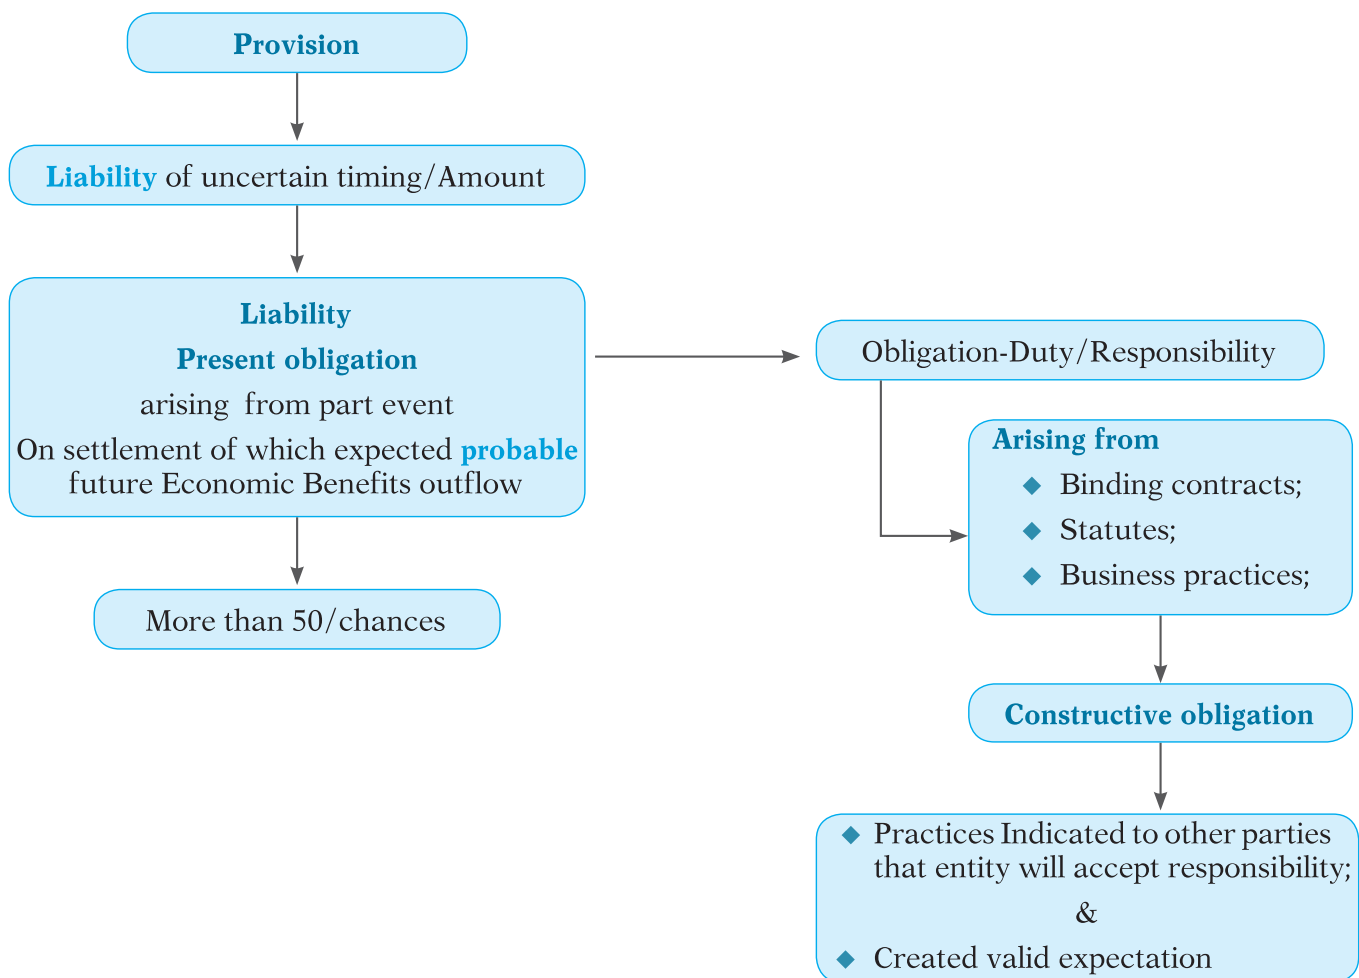 Provision
Liability of uncertain timing/Amount
Liability
Present obligation
arising from part event
On settlement of which expected probable
future Economic Benefits outflow
More than 50/chances
Obligation-Duty/Responsibility
Arising from
◆ Binding contracts;
◆ Statutes;
◆ Business practices;
Constructive obligation
◆ Practices Indicated to other parties
that entity will accept responsibility;
&
◆ Created valid expectation